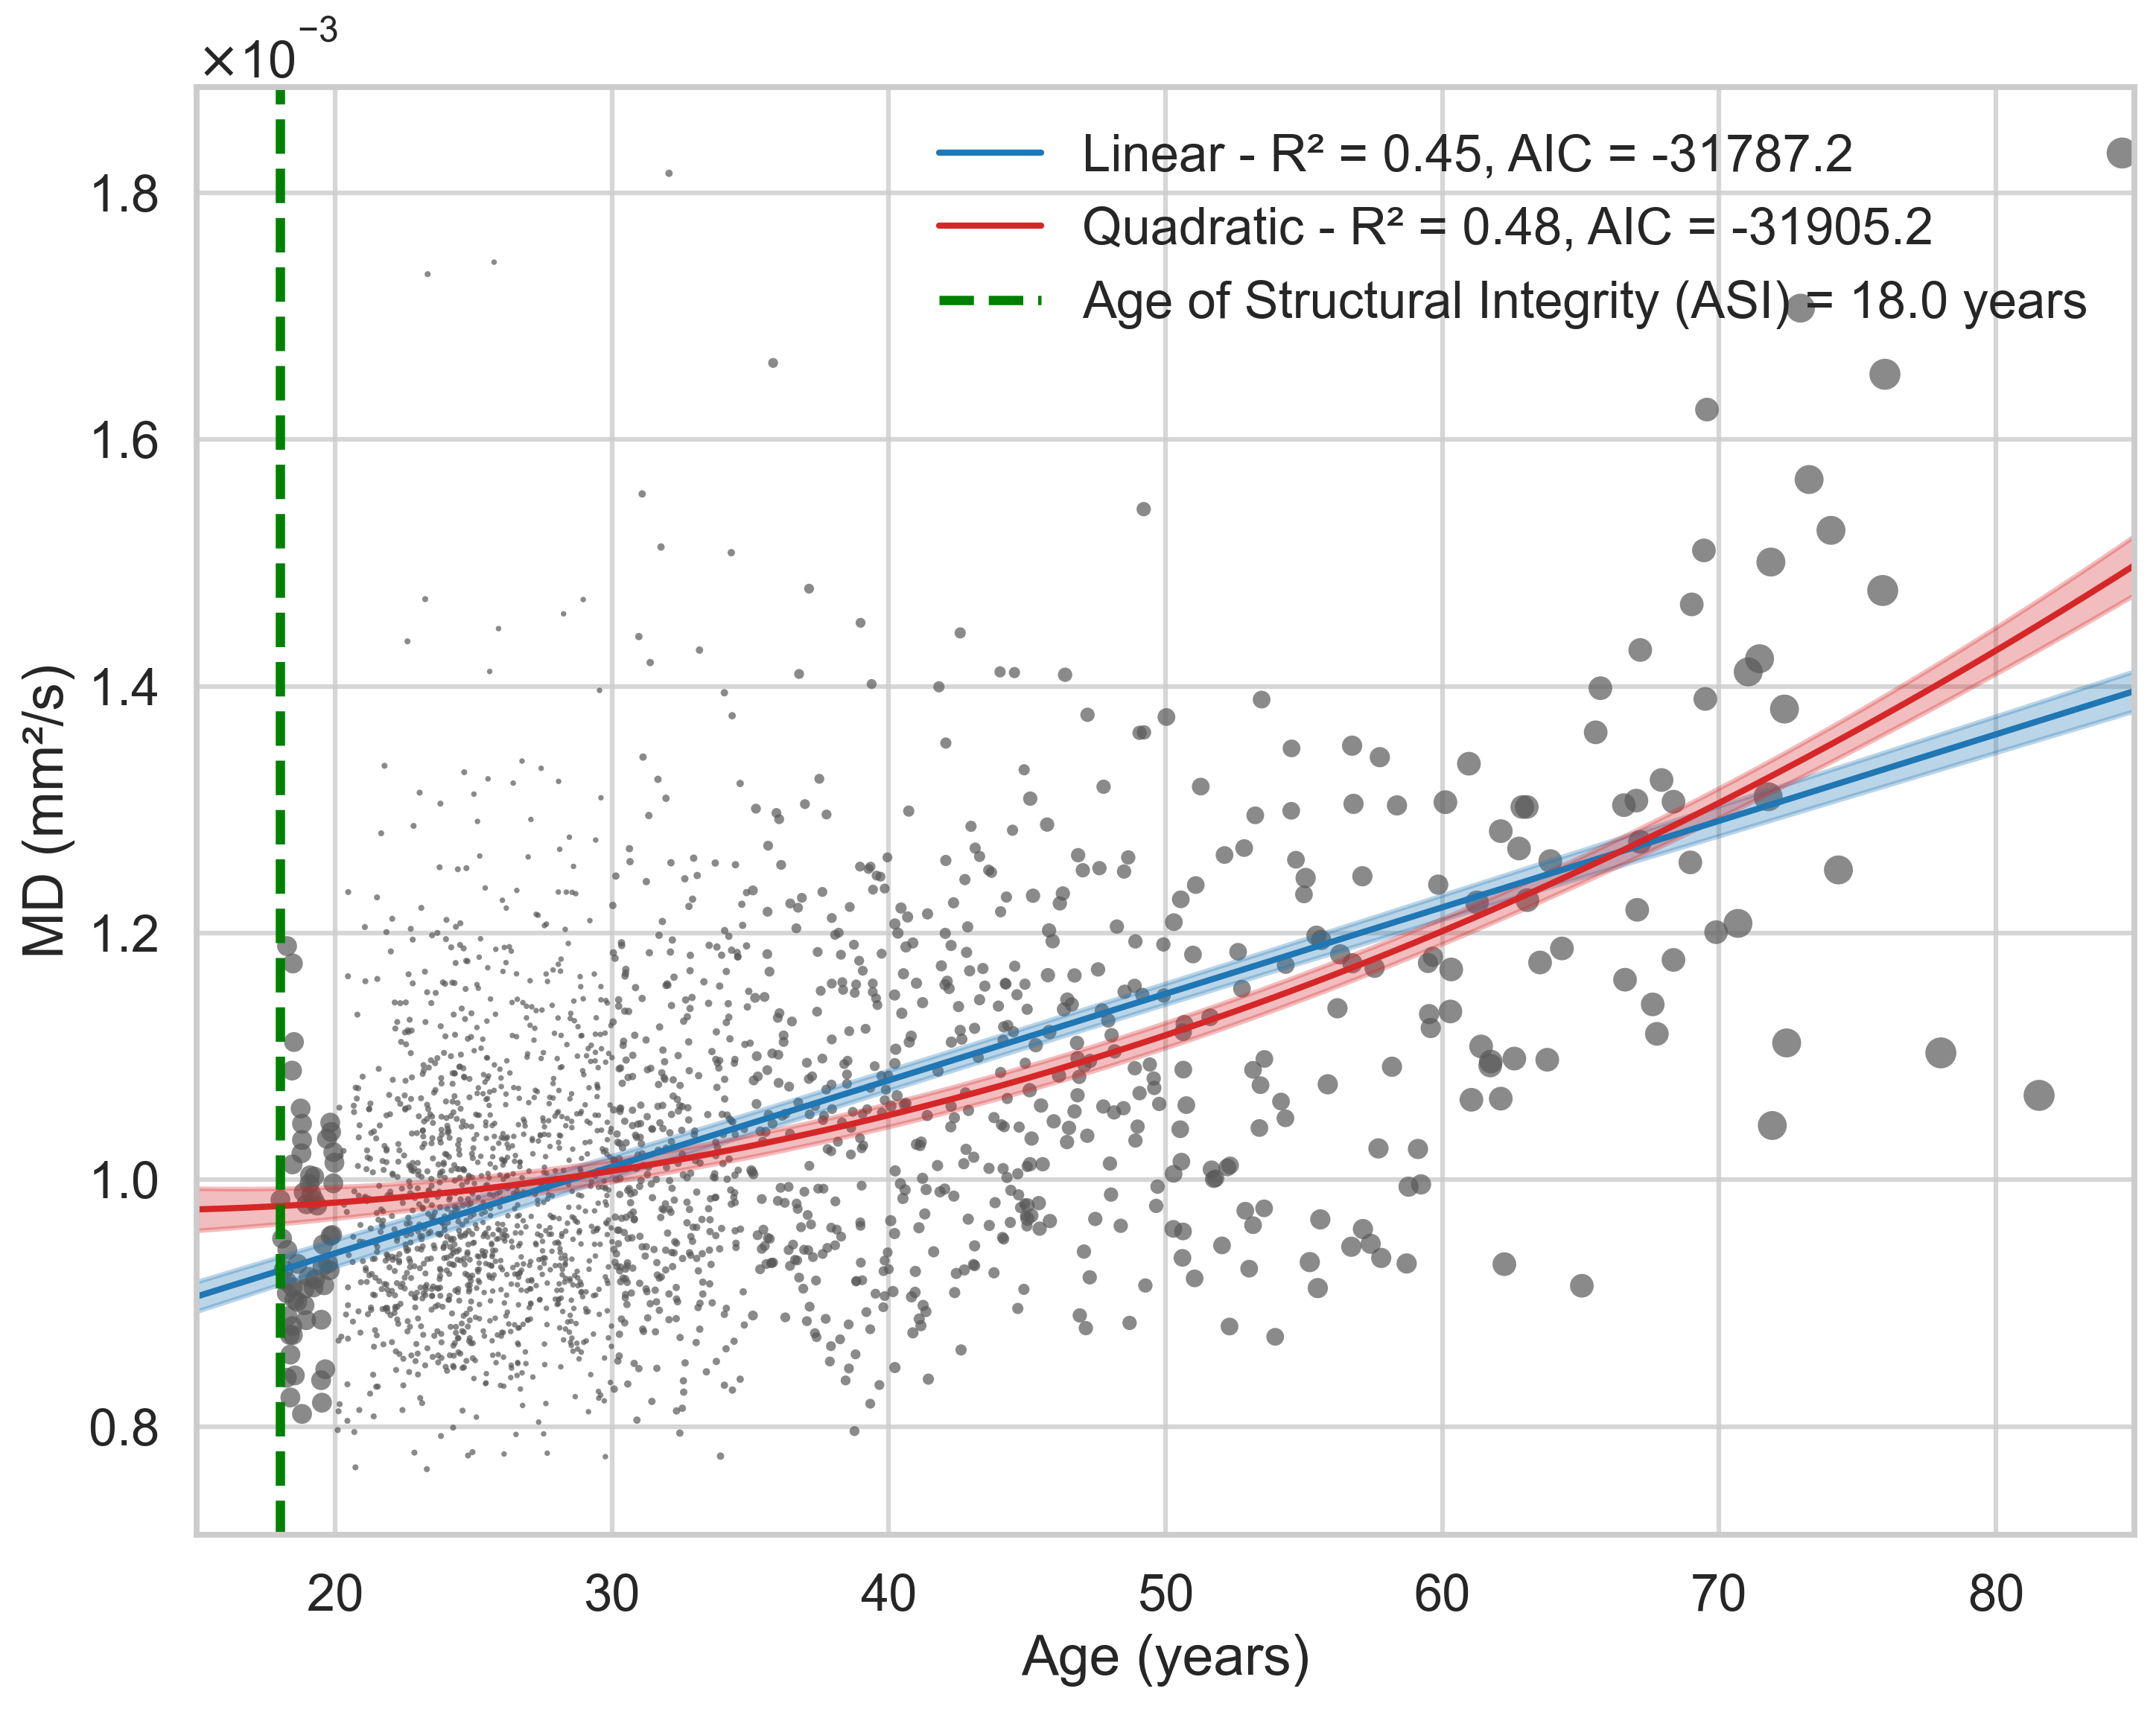 ×10⁻³
Linear - R² = 0.45, AIC = -31787.2
Quadratic - R² = 0.48, AIC = -31905.2
Age of Structural Integrity (ASI) = 18.0 years
1.8
1.6
1.4
1.2
1.0
0.8
MD (mm²/s)
20 30 40 50 60 70 80
Age (years)